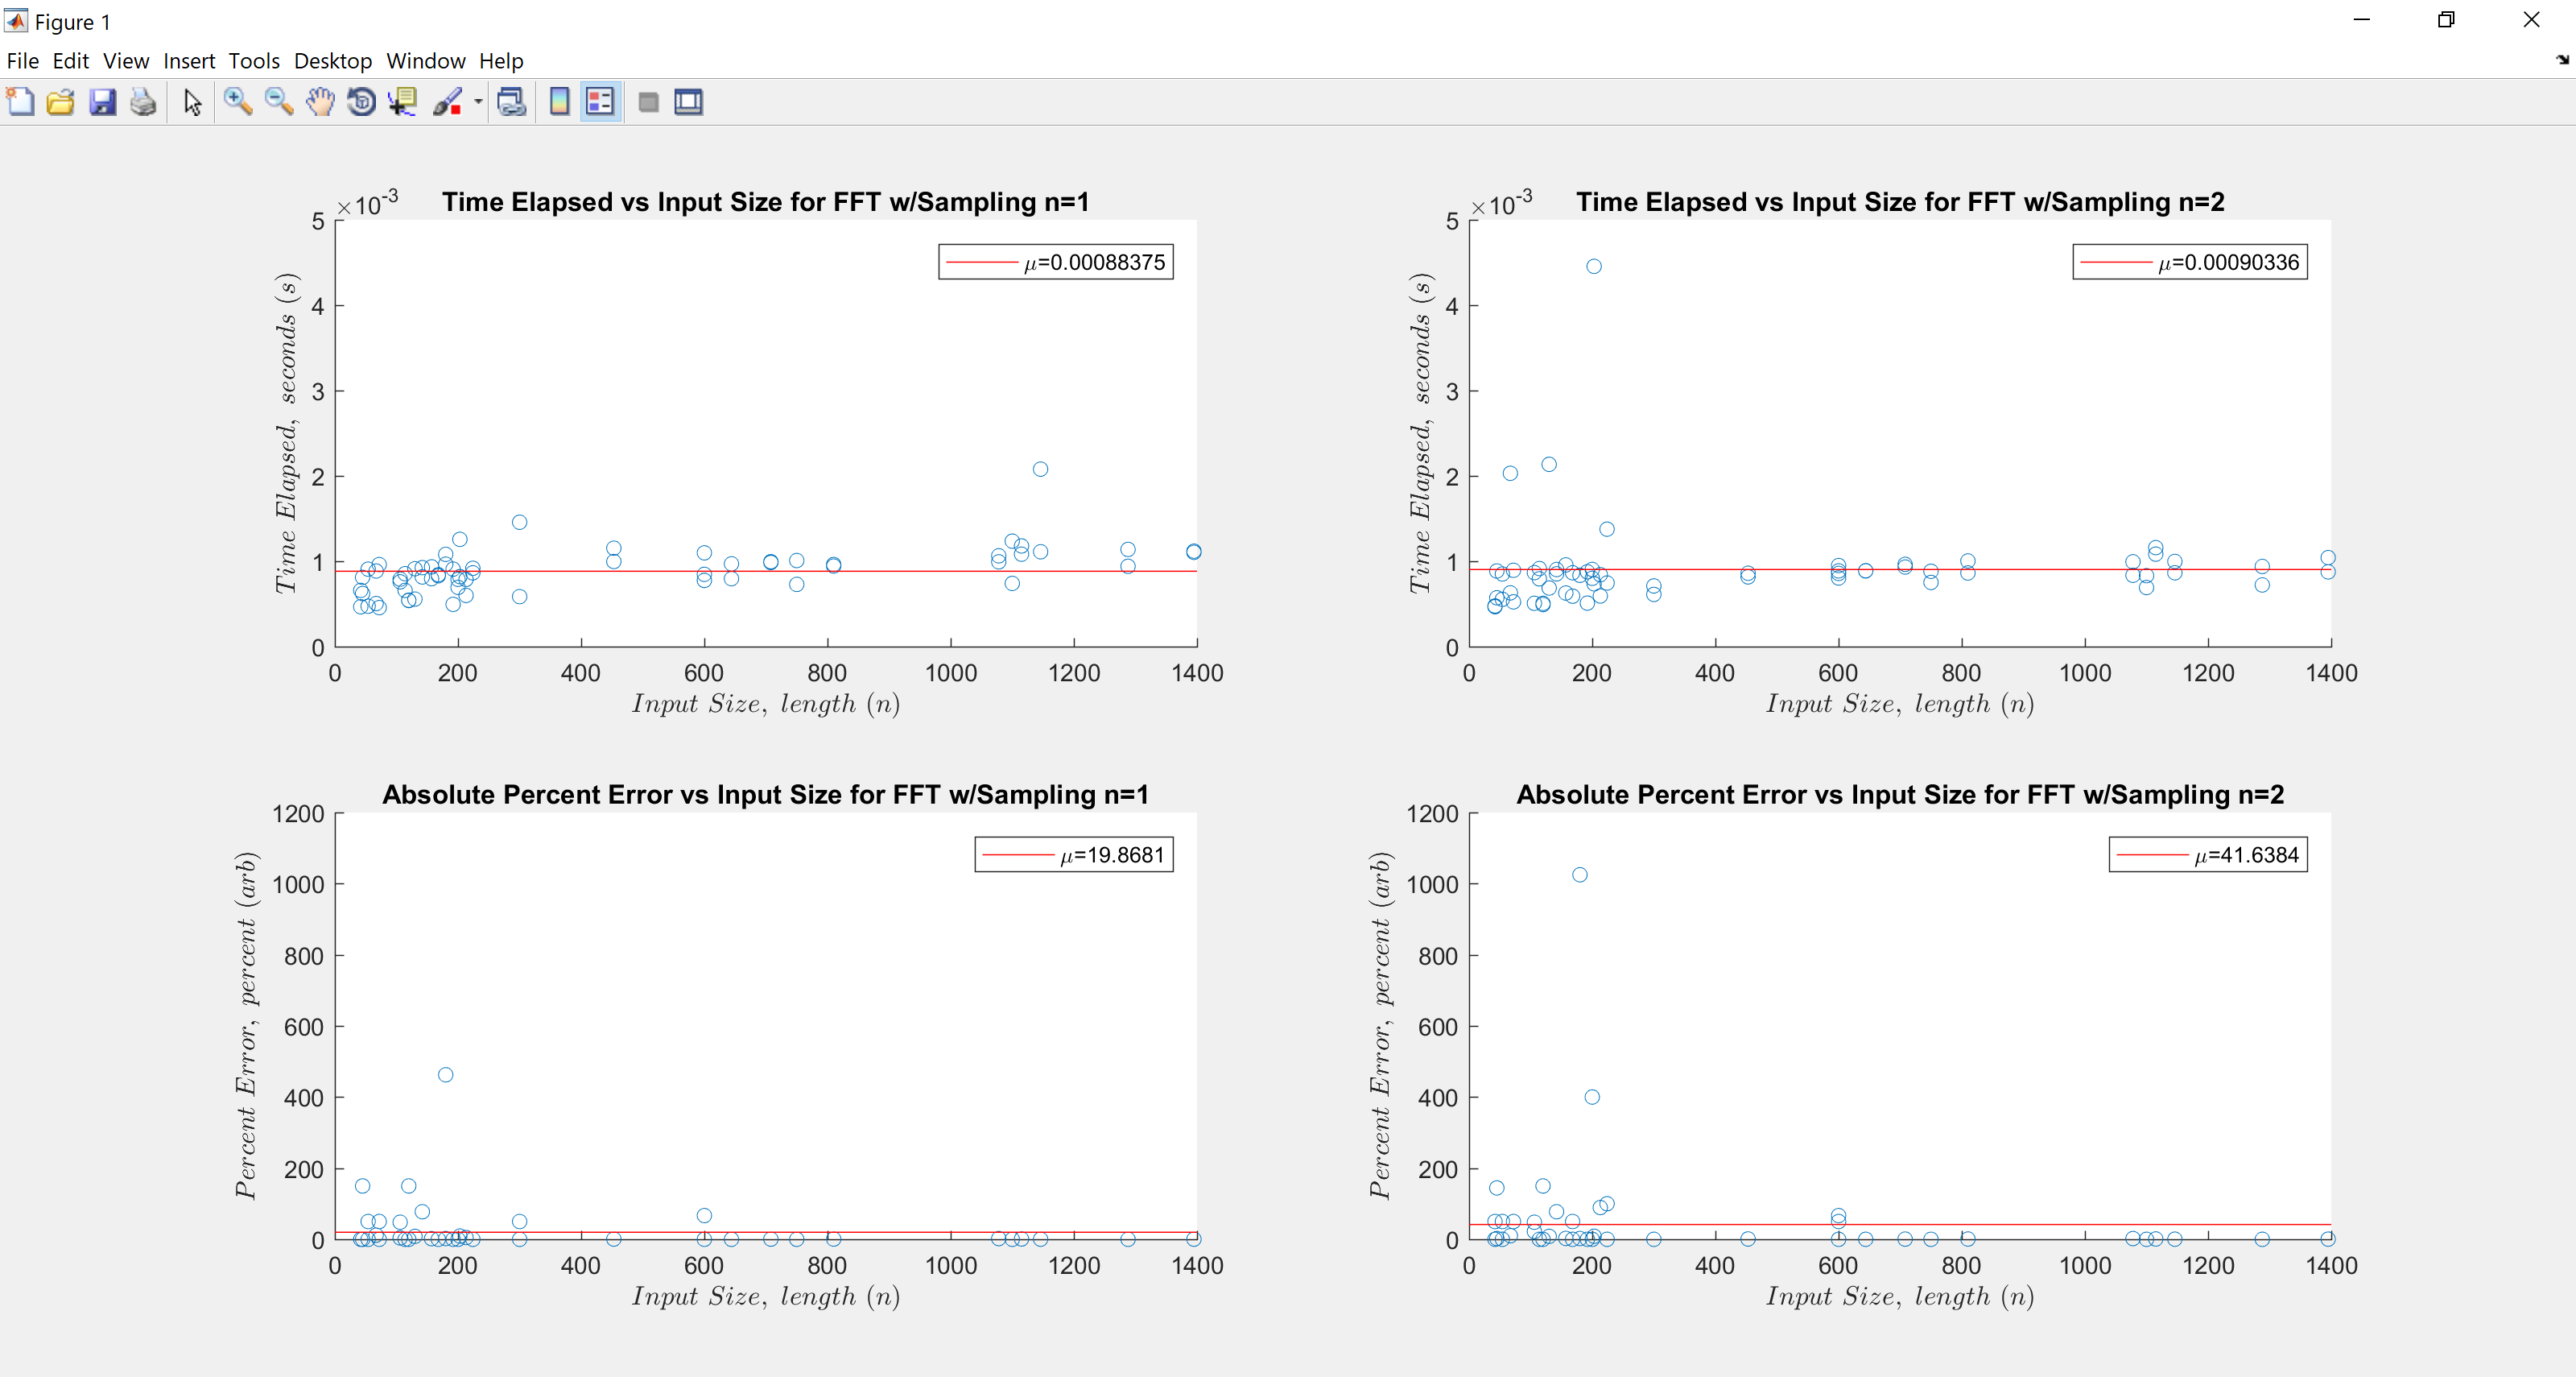 Figure 1
File Edit View Insert Tools Desktop Window Help
×10-3
Time Elapsed vs Input Size for FFT w/Sampling n=1
μ=0.00088375
Time Elapsed, seconds (s)
5
4
3
2
1
0
0 200 400 600 800 1000 1200 1400
Input Size, length (n)
×10-3
Time Elapsed vs Input Size for FFT w/Sampling n=2
μ=0.00090336
Time Elapsed, seconds (s)
5
4
3
2
1
0
0 200 400 600 800 1000 1200 1400
Input Size, length (n)
Absolute Percent Error vs Input Size for FFT w/Sampling n=1
μ=19.8681
Percent Error, percent (arb)
1200
1000
800
600
400
200
0
0 200 400 600 800 1000 1200 1400
Input Size, length (n)
Absolute Percent Error vs Input Size for FFT w/Sampling n=2
μ=41.6384
Percent Error, percent (arb)
1200
1000
800
600
400
200
0
0 200 400 600 800 1000 1200 1400
Input Size, length (n)